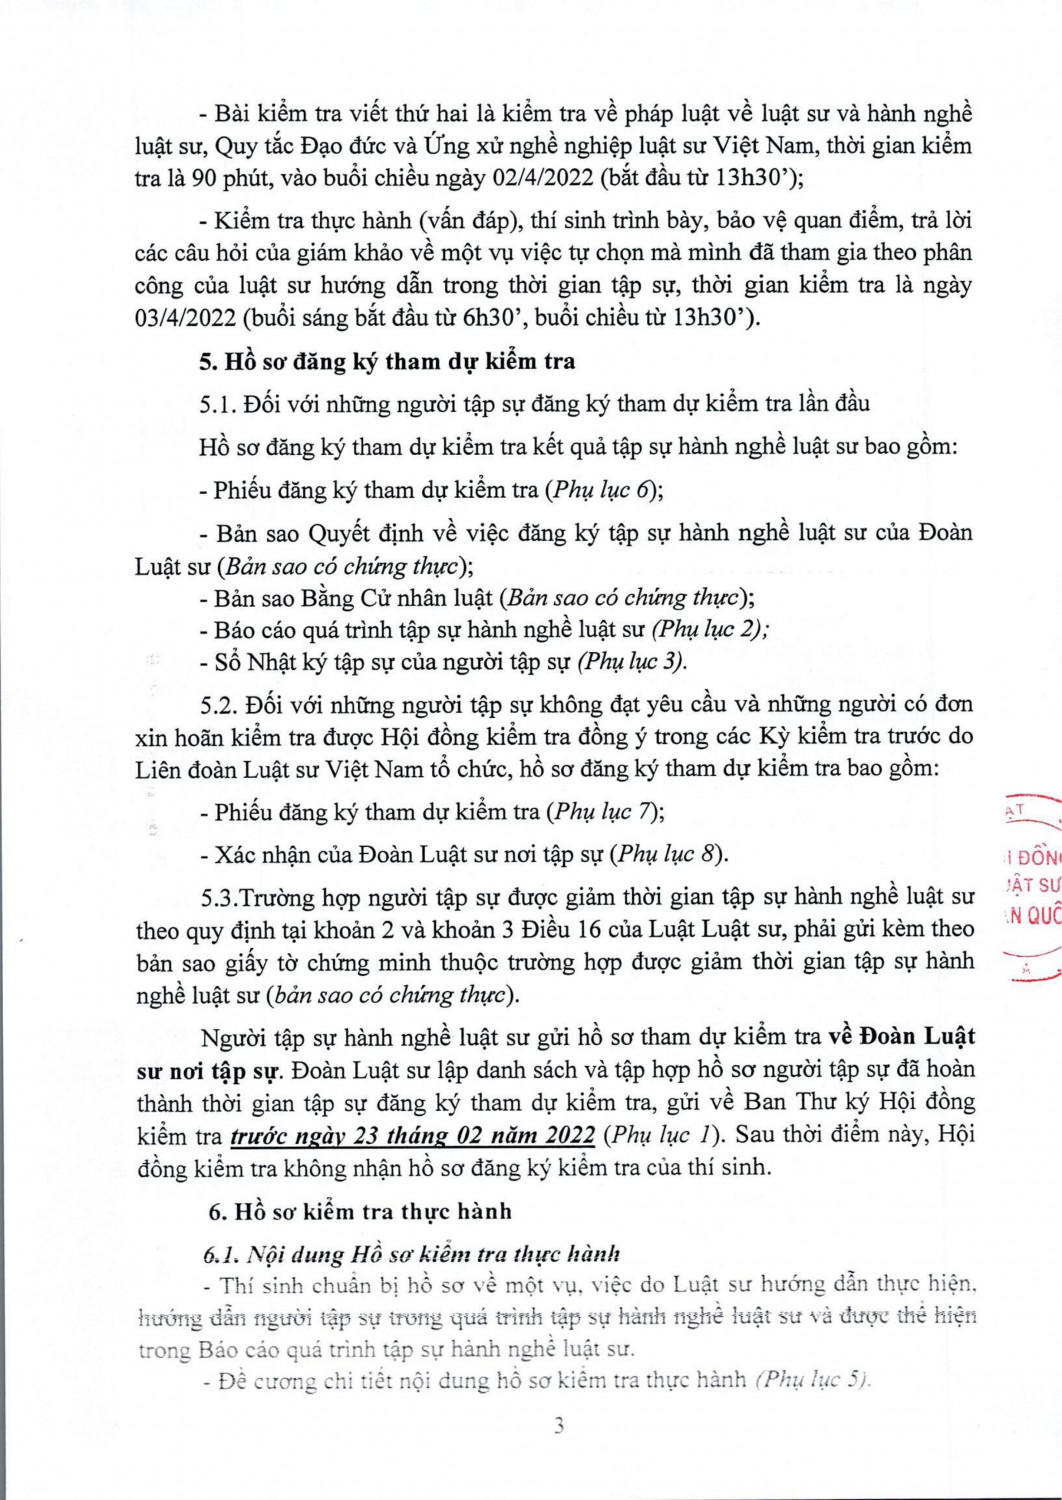 - Bài kiểm tra viết thứ hai là kiểm tra về pháp luật về luật sư và hành nghề
luật sư, Quy tắc Đạo đức và Ứng xử nghề nghiệp luật sư Việt Nam, thời gian kiểm
tra là 90 phút, vào buổi chiều ngày 02/4/2022 (bắt đầu từ 13h30’);
- Kiểm tra thực hành (vấn đáp), thí sinh trình bày, bảo vệ quan điểm, trả lời
các câu hỏi của giám khảo về một vụ việc tự chọn mà mình đã tham gia theo phân
công của luật sư hướng dẫn trong thời gian tập sự, thời gian kiểm tra là ngày
03/4/2022 (buổi sáng bắt đầu từ 6h30’, buổi chiều từ 13h30’).
5. Hồ sơ đăng ký tham dự kiểm tra
5.1. Đối với những người tập sự đăng ký tham dự kiểm tra lần đầu
Hồ sơ đăng ký tham dự kiểm tra kết quả tập sự hành nghề luật sư bao gồm:
- Phiếu đăng ký tham dự kiểm tra (Phụ lục 6);
- Bản sao Quyết định về việc đăng ký tập sự hành nghề luật sư của Đoàn
Luật sư (Bản sao có chứng thực);
- Bản sao Bằng Cử nhân luật (Bản sao có chứng thực);
- Báo cáo quá trình tập sự hành nghề luật sư (Phụ lục 2);
- Sổ Nhật ký tập sự của người tập sự (Phụ lục 3).
5.2. Đối với những người tập sự không đạt yêu cầu và những người có đơn
xin hoãn kiểm tra được Hội đồng kiểm tra đồng ý trong các Kỳ kiểm tra trước do
Liên đoàn Luật sư Việt Nam tổ chức, hồ sơ đăng ký tham dự kiểm tra bao gồm:
- Phiếu đăng ký tham dự kiểm tra (Phụ lục 7);
- Xác nhận của Đoàn Luật sư nơi tập sự (Phụ lục 8).
5.3.Trường hợp người tập sự được giảm thời gian tập sự hành nghề luật sư
theo quy định tại khoản 2 và khoản 3 Điều 16 của Luật Luật sư, phải gửi kèm theo
bản sao giấy tờ chứng minh thuộc trường hợp được giảm thời gian tập sự hành
nghề luật sư (bản sao có chứng thực).
Người tập sự hành nghề luật sư gửi hồ sơ tham dự kiểm tra về Đoàn Luật
sư nơi tập sự. Đoàn Luật sư lập danh sách và tập hợp hồ sơ người tập sự đã hoàn
thành thời gian tập sự đăng ký tham dự kiểm tra, gửi về Ban Thư ký Hội đồng
kiểm tra trước ngày 23 tháng 02 năm 2022 (Phụ lục 1). Sau thời điểm này, Hội
đồng kiểm tra không nhận hồ sơ đăng ký kiểm tra của thí sinh.
6. Hồ sơ kiểm tra thực hành
6.1. Nội dung Hồ sơ kiểm tra thực hành
- Thí sinh chuẩn bị hồ sơ về một vụ, việc do Luật sư hướng dẫn thực hiện,
hướng dẫn người tập sự trong quá trình tập sự hành nghề luật sư và được thể hiện
trong Báo cáo quá trình tập sự hành nghề luật sư.
- Đề cương chi tiết nội dung hồ sơ kiểm tra thực hành (Phụ lục 5).
3
ĐỒN
ẬT SƯ
N QUỐ